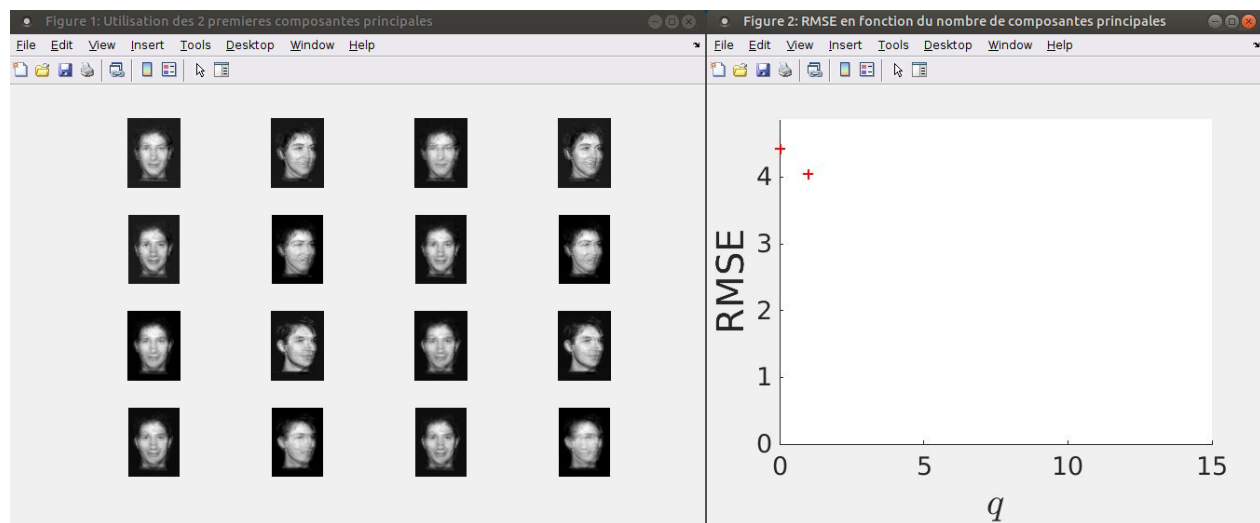 Figure 1: Utilisation des 2 premieres composantes principales
File Edit View Insert Tools Desktop Window Help
Figure 2: RMSE en fonction du nombre de composantes principales
File Edit View Insert Tools Desktop Window Help
4
3
2
1
0
RMSE
0 5 10 15
q